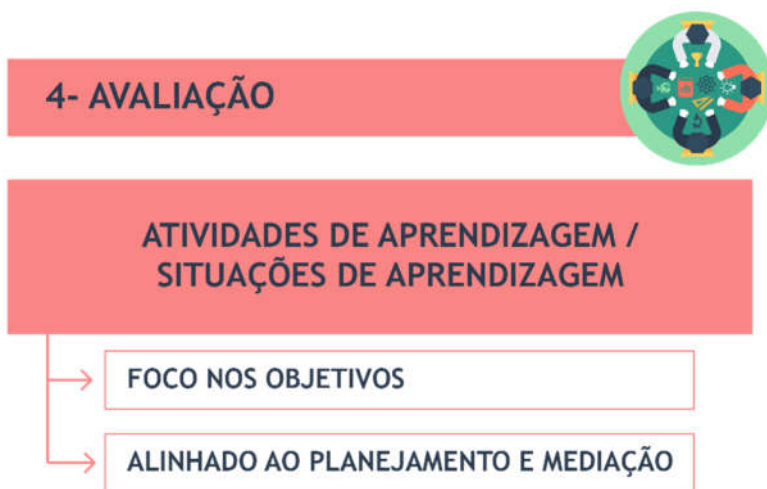 4- AVALIAÇÃO
ATIVIDADES DE APRENDIZAGEM /
SITUAÇÕES DE APRENDIZAGEM
FOCO NOS OBJETIVOS
ALINHADO AO PLANEJAMENTO E MEDIAÇÃO